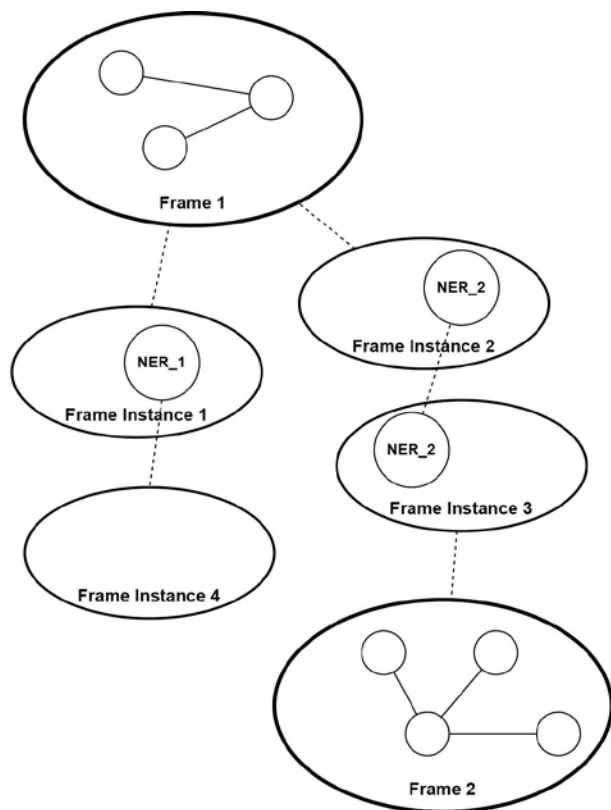 Frame 1
NER_2
Frame Instance 2
NER_1
Frame Instance 1
NER_2
Frame Instance 3
Frame Instance 4
Frame 2